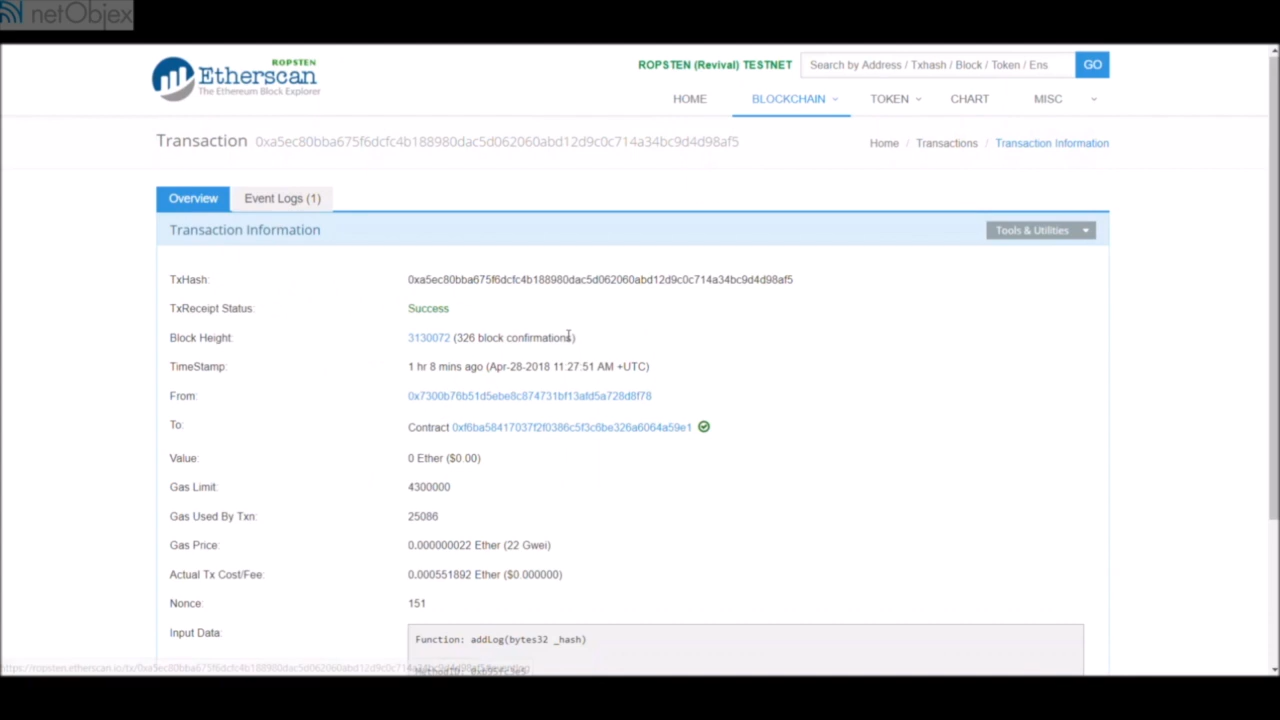 netObjex
ROPSTEN
Etherscan
The Ethereum Block Explorer
ROPSTEN (Revival) TESTNET
Search by Address / Txhash / Block / Token / Ens
GO
HOME BLOCKCHAIN TOKEN CHART MISC
Transaction 0xa5ec80bba675f6dcfc4b188980dac5d062060abd12d9c0c714a34bc9d4d98af5
Home / Transactions / Transaction Information
Overview Event Logs (1)
Transaction Information
Tools & Utilities
TxHash: 0xa5ec80bba675f6dcfc4b188980dac5d062060abd12d9c0c714a34bc9d4d98af5
TxReceipt Status: Success
Block Height: 3130072 (326 block confirmations)
TimeStamp: 1 hr 8 mins ago (Apr-28-2018 11:27:51 AM +UTC)
From: 0x7300b76b51d5ebe8c874731bf13afd5a728d8f78
To: Contract 0xf6ba58417037f2f0386c5f3c6be326a6064a59e1
Value: 0 Ether ($0.00)
Gas Limit: 4300000
Gas Used By Txn: 25086
Gas Price: 0.000000022 Ether (22 Gwei)
Actual Tx Cost/Fee: 0.000551892 Ether ($0.000000)
Nonce: 151
Input Data: Function: addLog(bytes32 _hash)